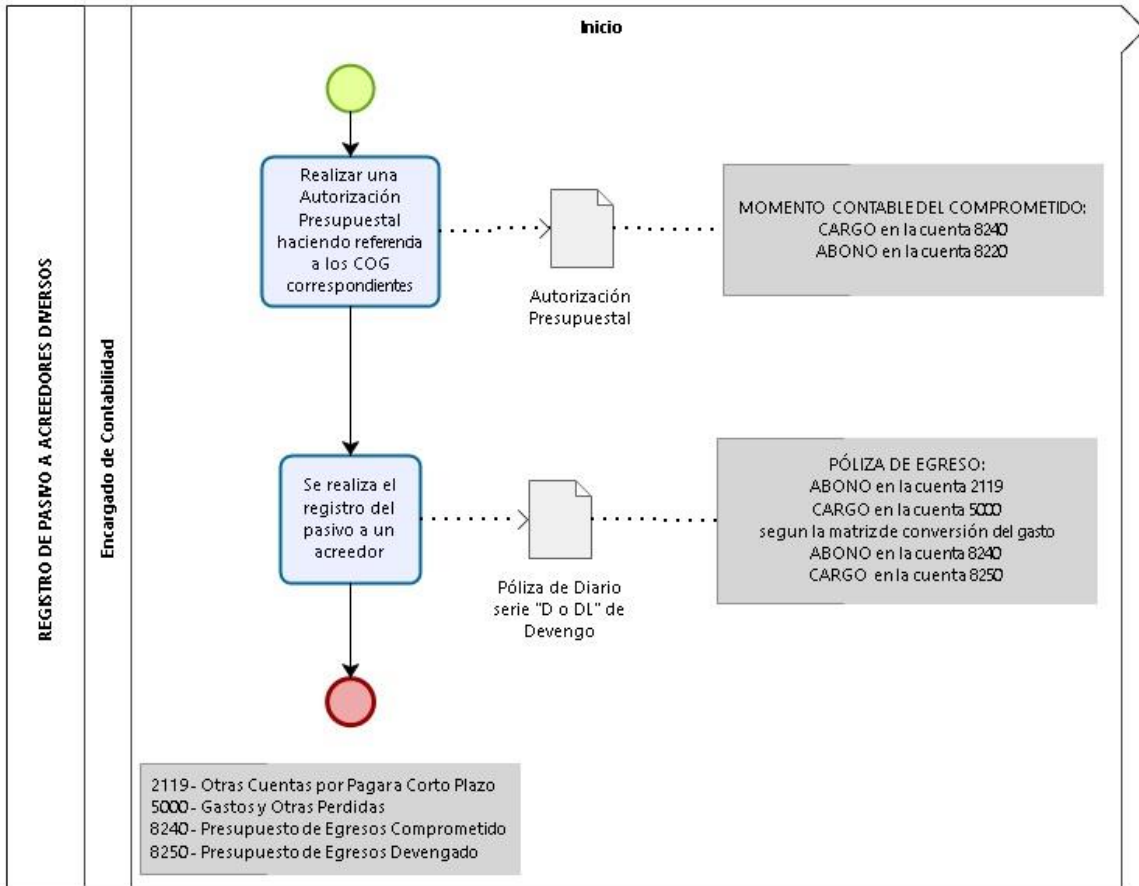 Inicio
REGISTRO DE PASIVO A ACREEDORES DIVERSOS
Encargado de Contabilidad
Realizar una
Autorización
Presupuestal
haciendo referencia
a los COG
correspondientes
Autorización
Presupuestal
MOMENTO CONTABLE DEL COMPROMETIDO:
CARGO en la cuenta 8240
ABONO en la cuenta 8220
Se realiza el
registro del
pasivo a un
acreedor
Póliza de Diario
serie "D o DL" de
Devengo
PÓLIZA DE EGRESO:
ABONO en la cuenta 2119
CARGO en la cuenta 5000
segun la matriz de conversión del gasto
ABONO en la cuenta 8240
CARGO en la cuenta 8250
2119- Otras Cuentas por Pagar a Corto Plazo
5000- Gastos y Otras Perdidas
8240- Presupuesto de Egresos Comprometido
8250- Presupuesto de Egresos Devengado